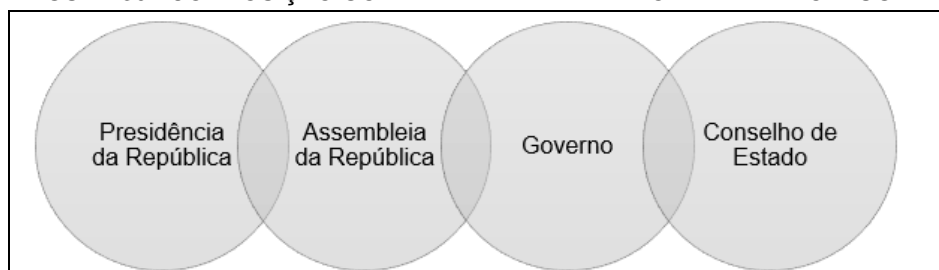 Presidência
da República
Assembleia
da República
Governo
Conselho de
Estado